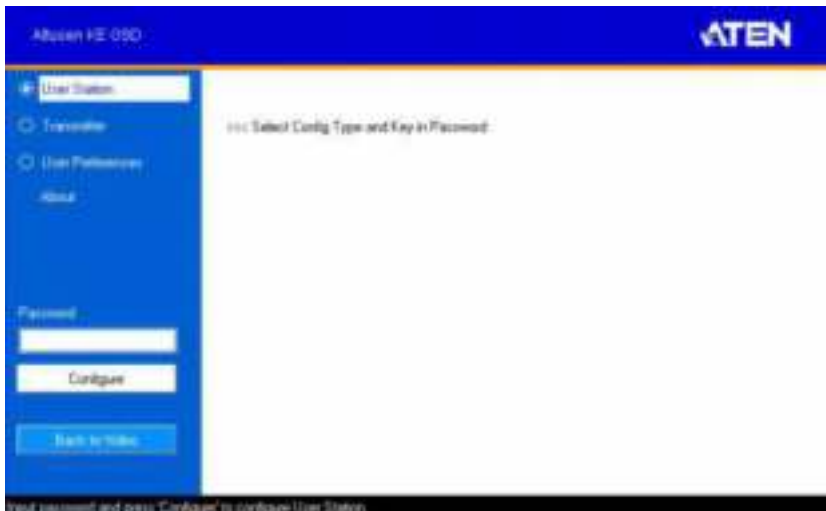 Altusen KE OSD
ATEN
User Station
Transmitter
User Preferences
About
<<< Select Config Type and Key in Password
Password
Configure
Back to Video
Input password and press 'Configure' to configure User Station.